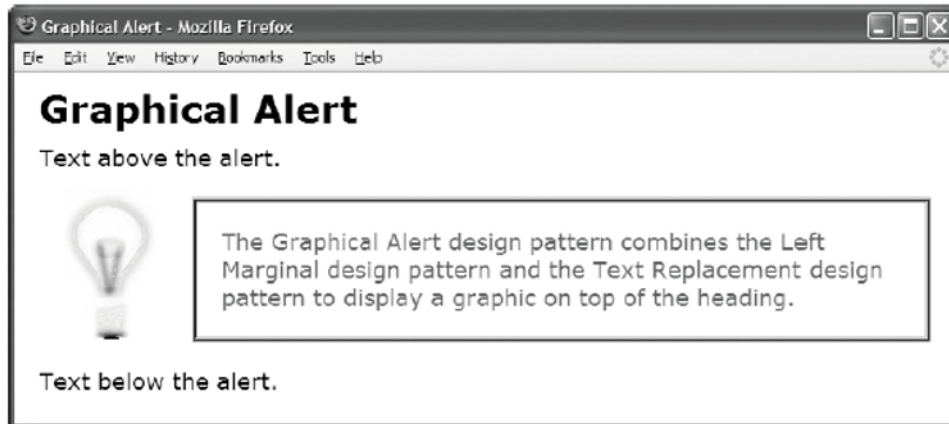 Graphical Alert - Mozilla Firefox
File Edit View History Bookmarks Tools Help
Graphical Alert
Text above the alert.
The Graphical Alert design pattern combines the Left
Marginal design pattern and the Text Replacement design
pattern to display a graphic on top of the heading.
Text below the alert.